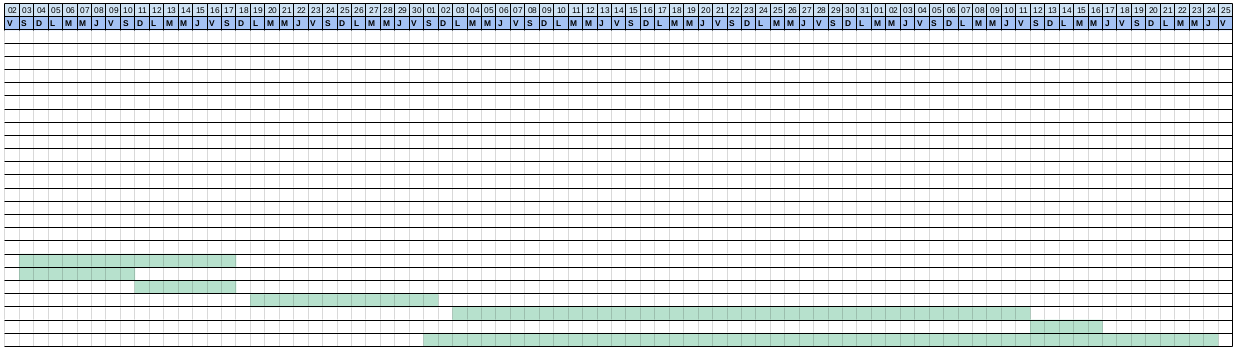 02 03 04 05 06 07 08 09 10 11 12 13 14 15 16 17 18 19 20 21 22 23 24 25 26 27 28 29 30 01 02 03 04 05 06 07 08 09 10 11 12 13 14 15 16 17 18 19 20 21 22 23 24 25 26 27 28 29 30 31 01 02 03 04 05 06 07 08 09 10 11 12 13 14 15 16 17 18 19 20 21 22 23 24 25
V S D L M M J V S D L M M J V S D L M M J V S D L M M J V S D L M M J V S D L M M J V S D L M M J V S D L M M J V S D L M M J V S D L M M J V S D L M M J V S D L M M J V